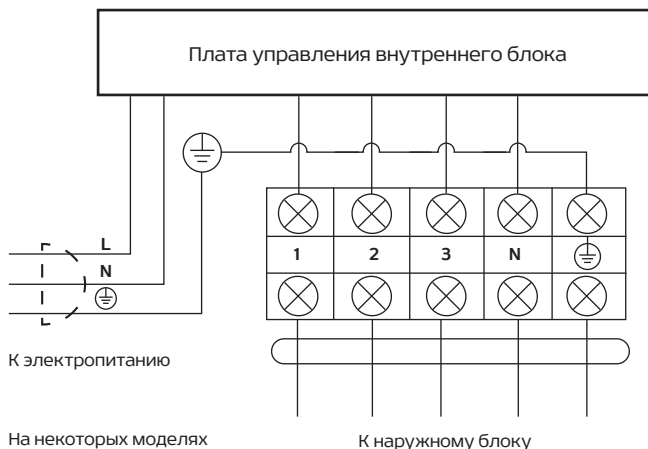 Плата управления внутреннего блока
L
N
1 2 3 N
К электропитанию
На некоторых моделях
К наружному блоку